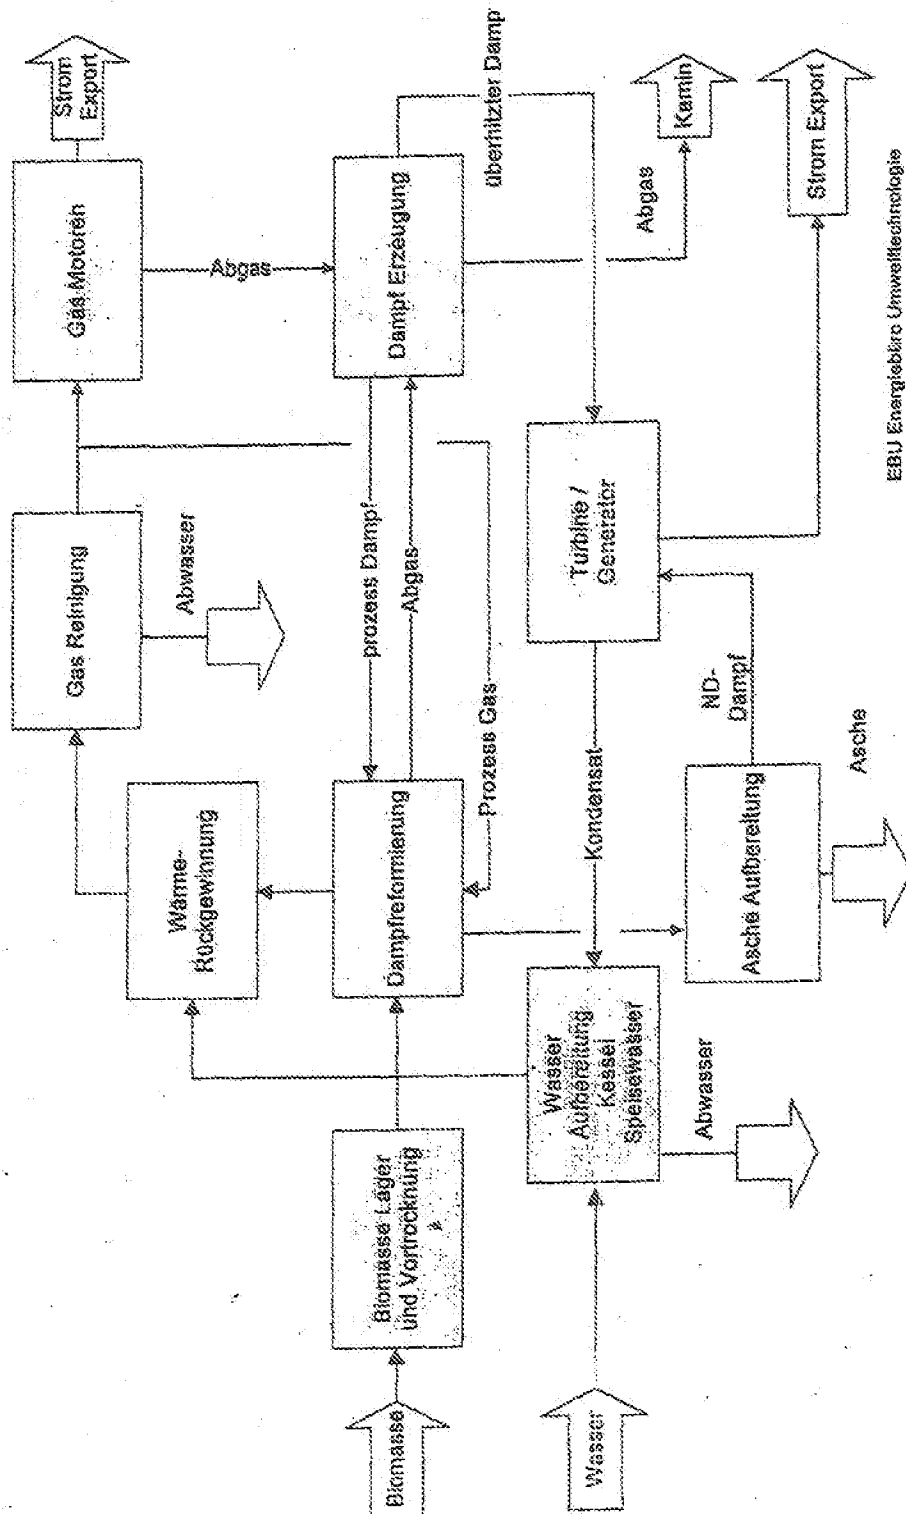 Strom
Export
Gas Motoren
Gas Reinigung
Abwasser
Wärme-
Rückgewinnung
Abgas
überhitzter Damp
Dampf Erzeugung
prozess Dampf
Abgas
Prozess Gas
Dampfreformierung
Biomasse Lager
und Vortrocknung
Biomasse
Kamin
Abgas
Strom Export
Turbine /
Generator
Kondensat
ND-
Dampf
Wasser
Aufbereitung
Kessel
Speisewasser
Abwasser
Wasser
Asche Aufbereitung
Asche
EBU Energiebüro Umwelttechnologie